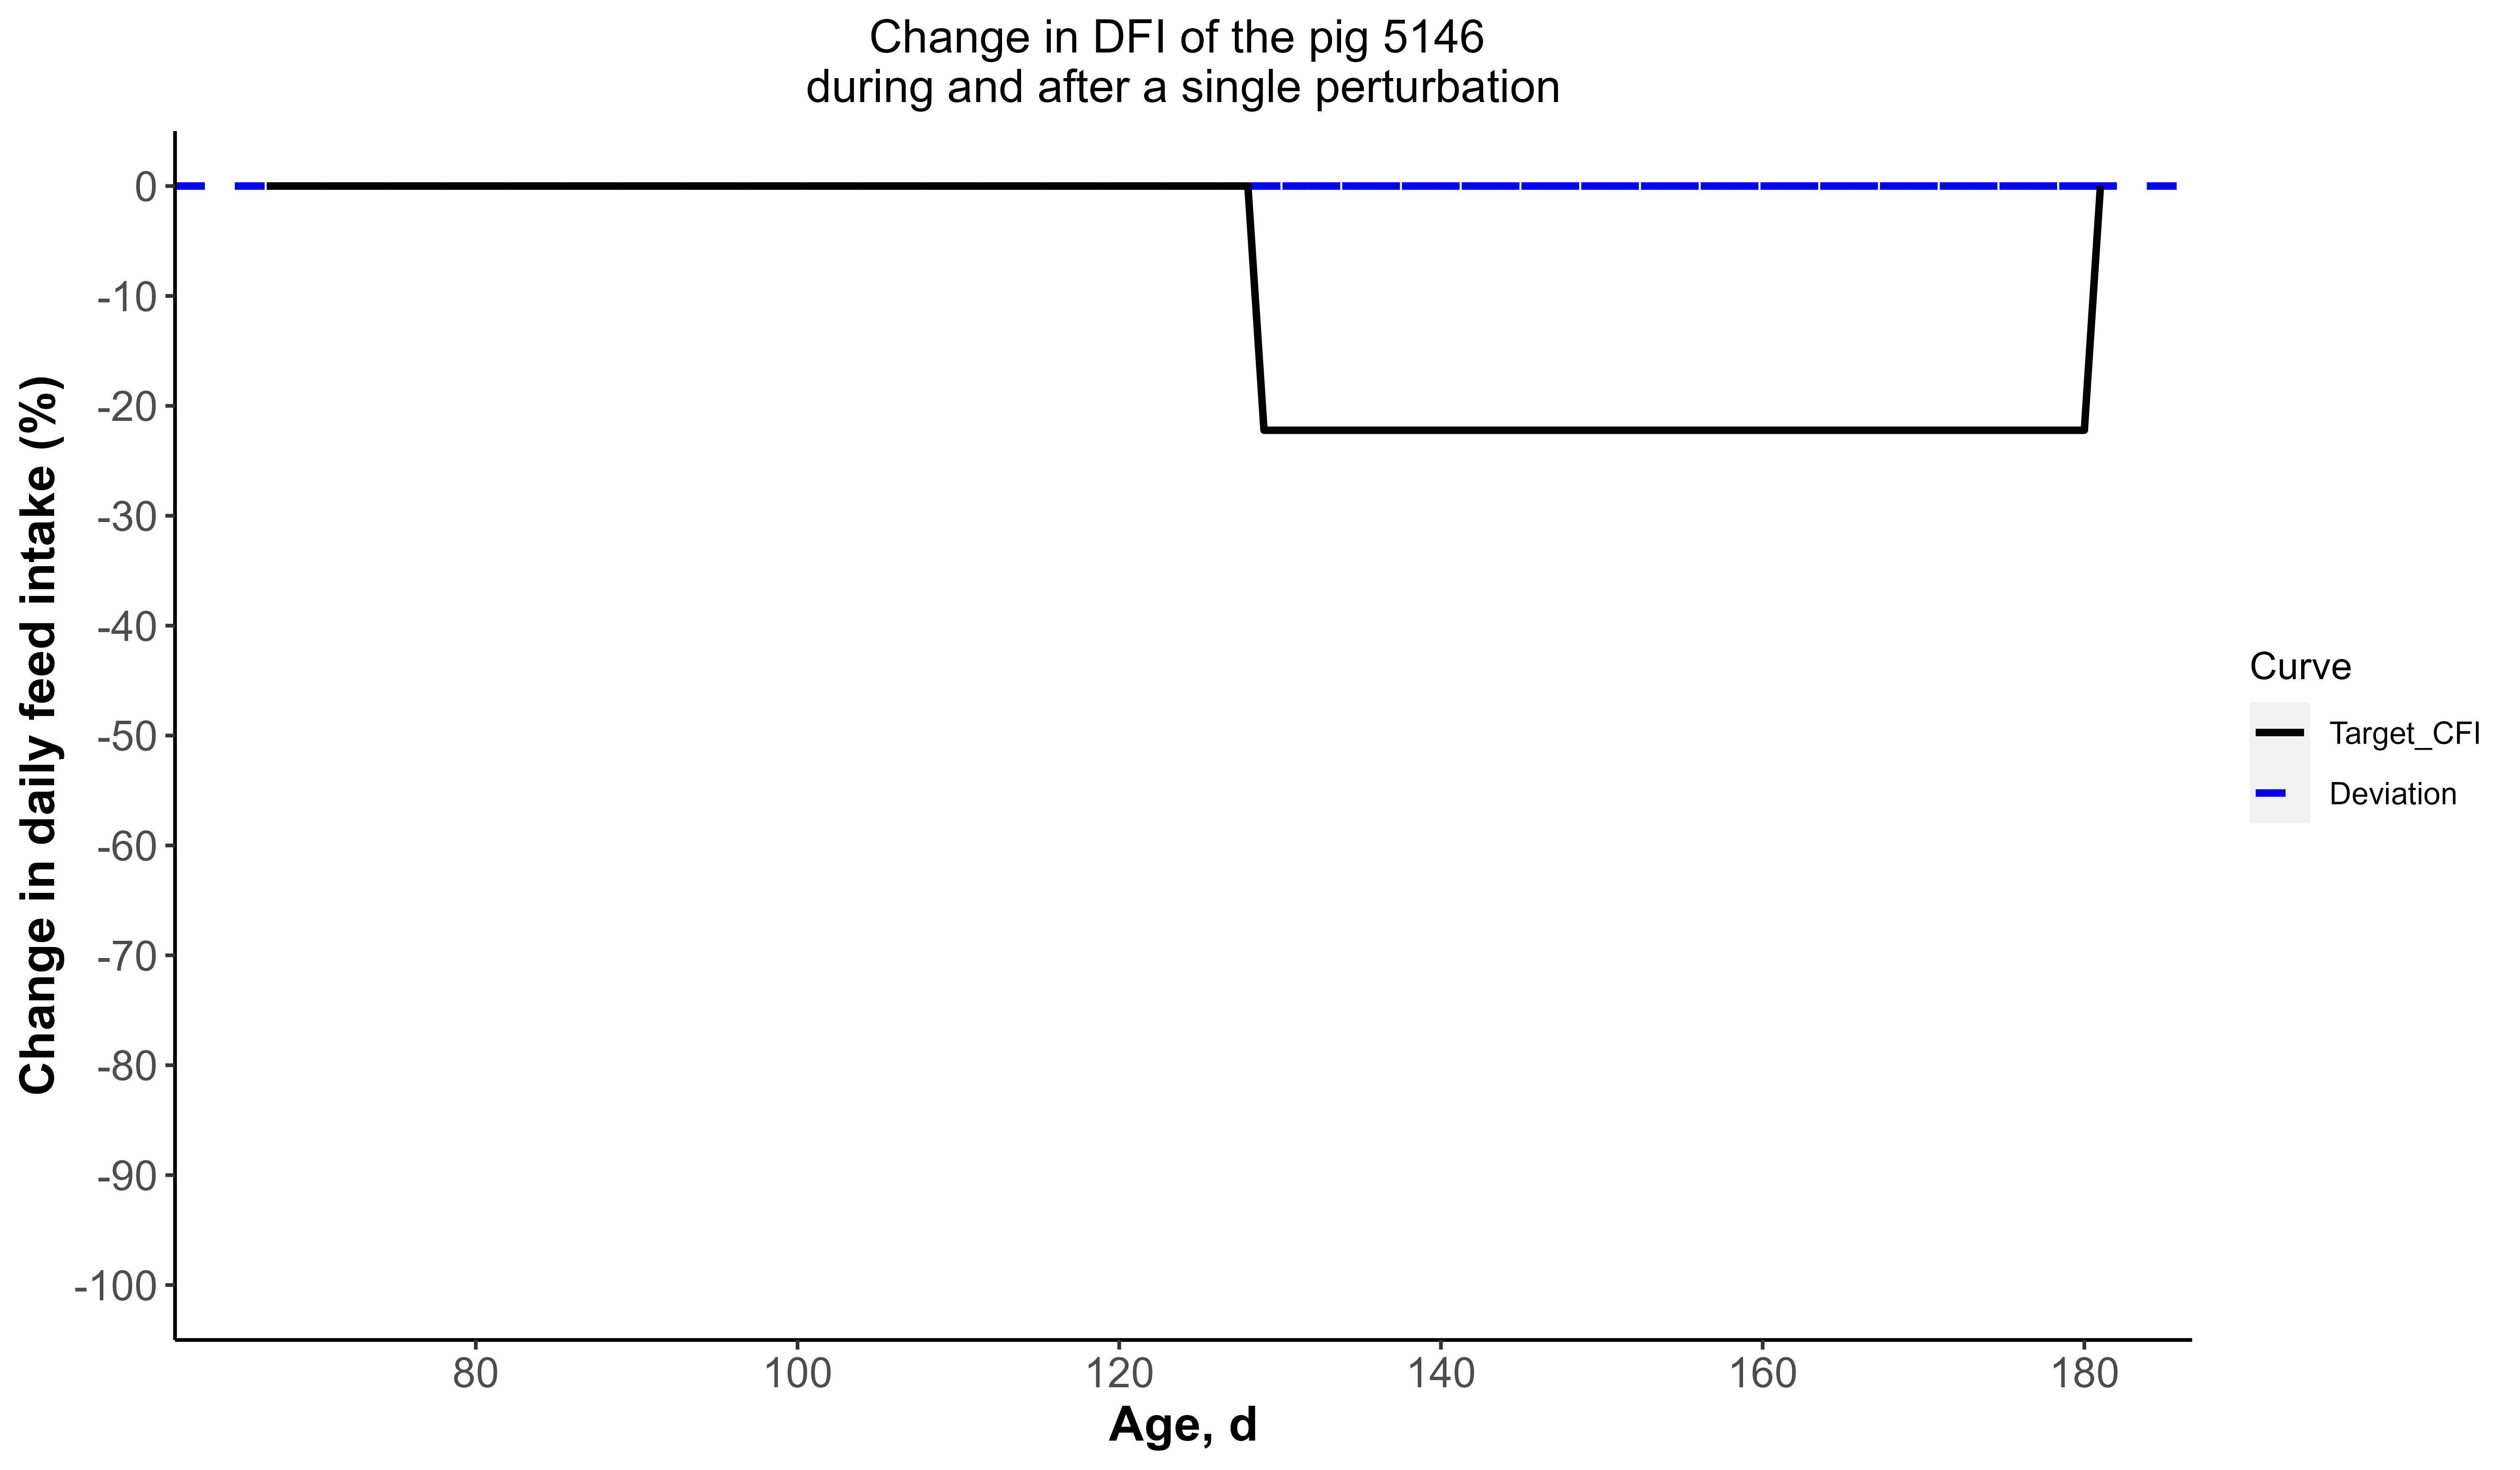 Change in DFI of the pig 5146
during and after a single perturbation
Change in daily feed intake (%)
0
-10
-20
-30
-40
-50
-60
-70
-80
-90
-100
80
100
120
140
160
180
Age, d
Curve
Target_CFI
Deviation